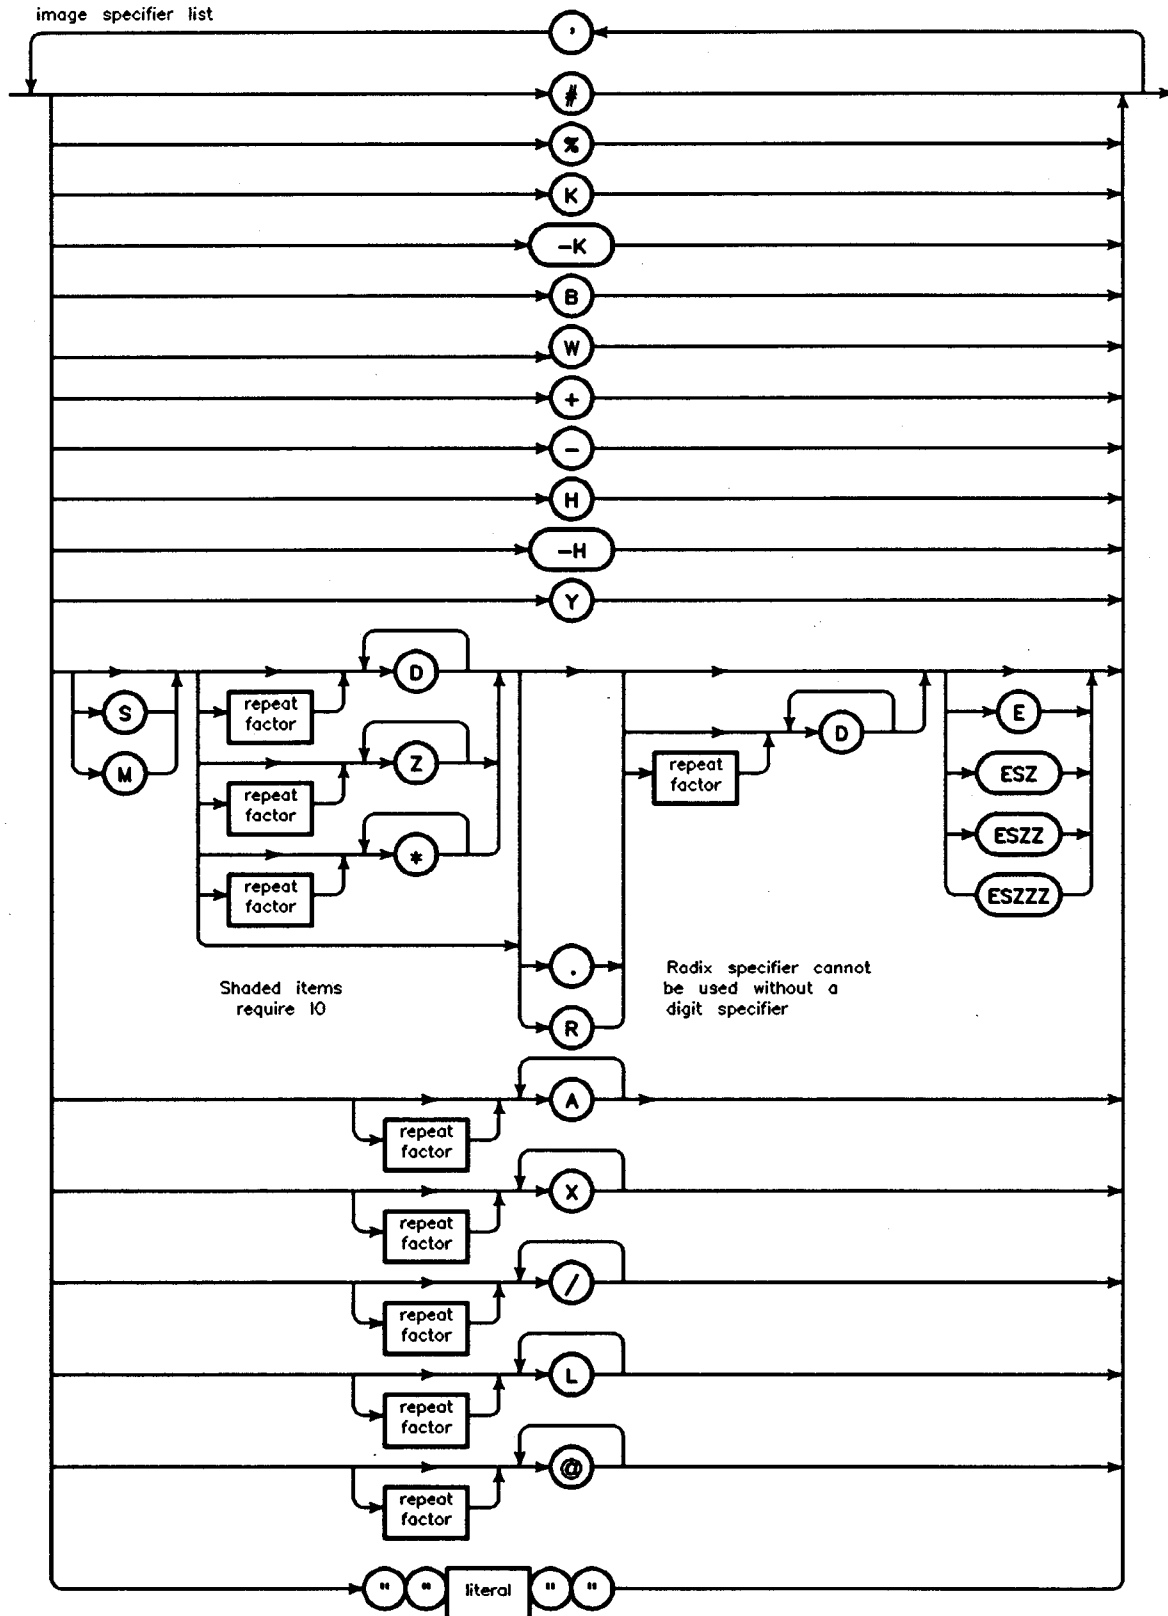 image specifier list
,
#
%
K
-K
B
W
+
-
H
-H
Y
D
S
repeat
factor
E
D
M
Z
repeat
factor
ESZ
repeat
factor
ESZZ
*
repeat
factor
ESZZZ
.
Shaded items
require 10
Radix specifier cannot
be used without a
digit specifier
R
A
repeat
factor
X
repeat
factor
/
repeat
factor
L
repeat
factor
@
repeat
factor
" " literal " "